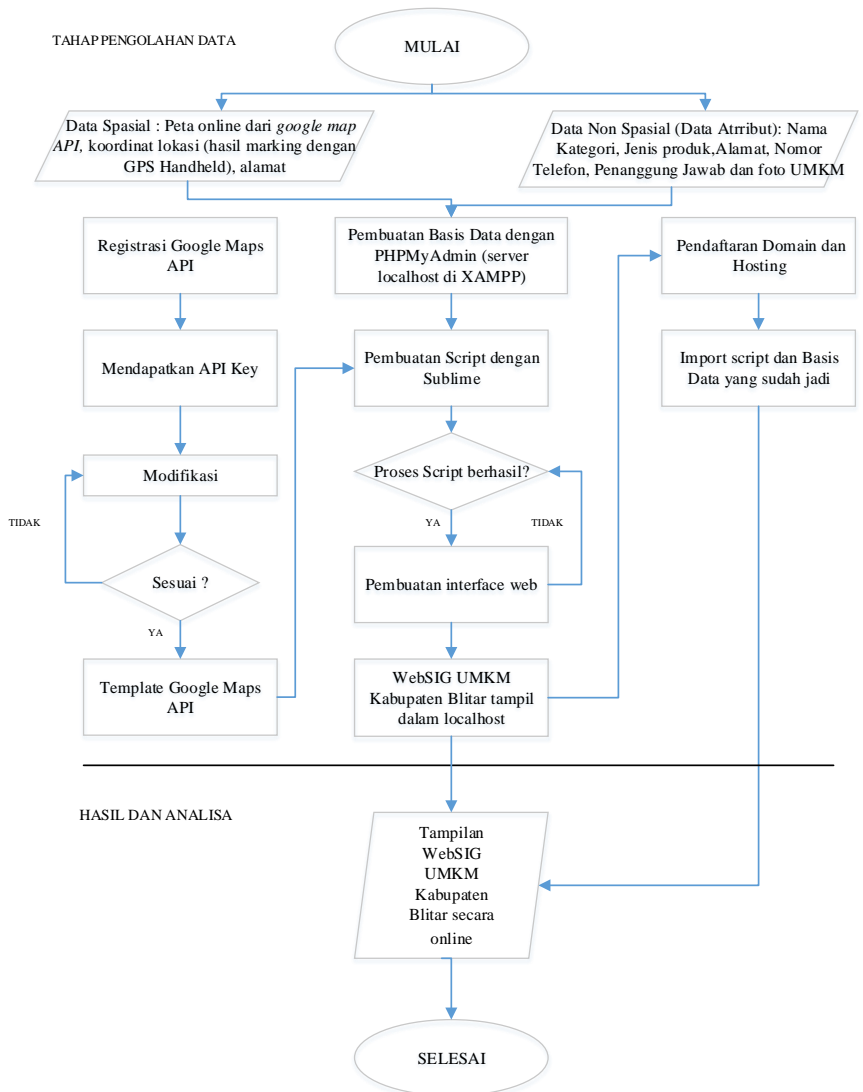 TAHAP PENGOLAHAN DATA
MULAI
Data Spasial : Peta online dari google map
API, koordinat lokasi (hasil marking dengan
GPS Handheld), alamat
Data Non Spasial (Data Atrribut): Nama
Kategori, Jenis produk,Alamat, Nomor
Telefon, Penanggung Jawab dan foto UMKM
Registrasi Google Maps
API
Pembuatan Basis Data dengan
PHPMyAdmin (server
localhost di XAMPP)
Pendaftaran Domain dan
Hosting
Mendapatkan API Key
Pembuatan Script dengan
Sublime
Import script dan Basis
Data yang sudah jadi
Modifikasi
Proses Script berhasil?
TIDAK
YA
TIDAK
Sesuai ?
Pembuatan interface web
YA
Template Google Maps
API
WebSIG UMKM
Kabupaten Blitar tampil
dalam localhost
HASIL DAN ANALISA
Tampilan
WebSIG
UMKM
Kabupaten
Blitar secara
online
SELESAI